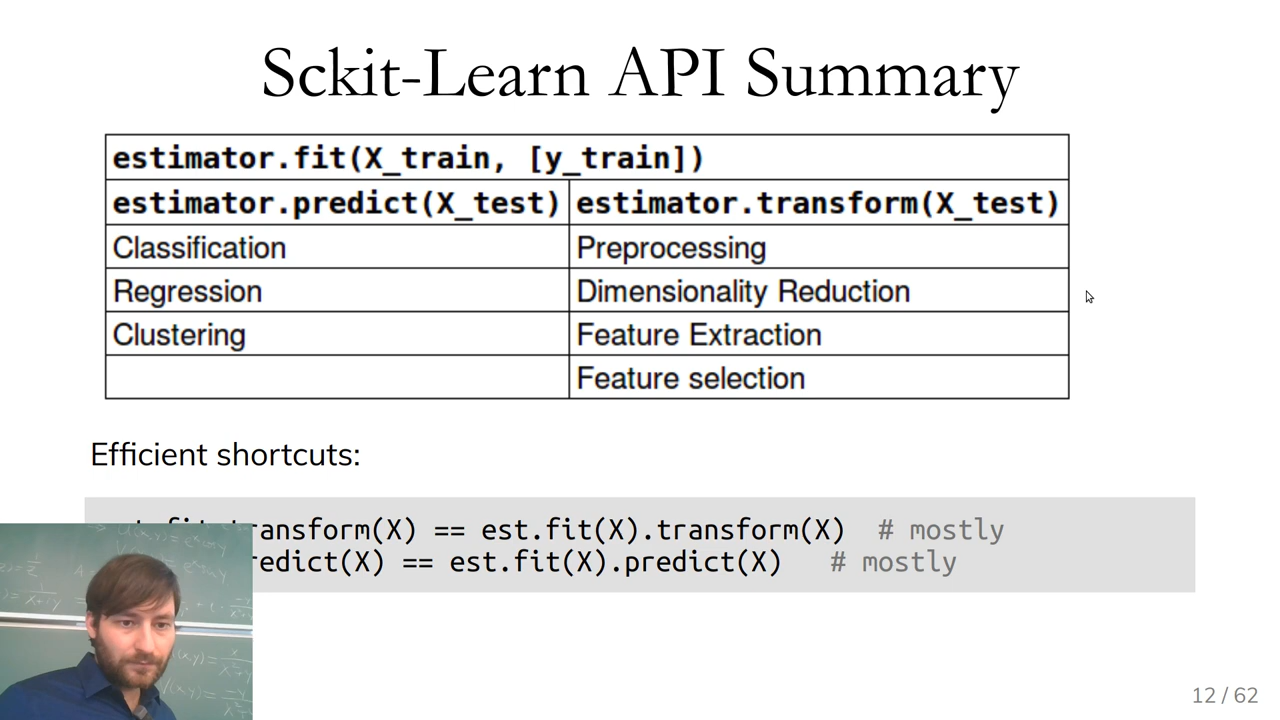 Sckit-Learn API Summary
estimator.fit(X_train, [y_train])
estimator.predict(X_test) estimator.transform(X_test)
Classification Preprocessing
Regression Dimensionality Reduction
Clustering Feature Extraction
Feature selection
Efficient shortcuts:
ansform(X) == est.fit(X).transform(X) # mostly
redict(X) == est.fit(X).predict(X) # mostly
12 / 62